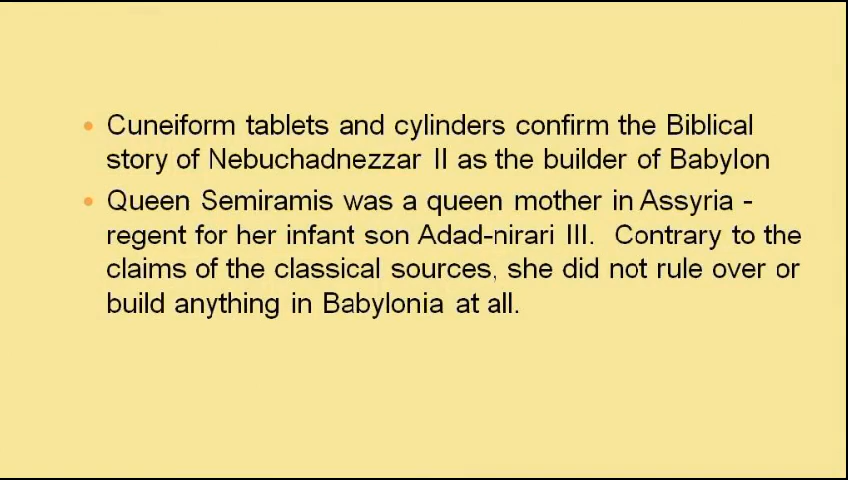 • Cuneiform tablets and cylinders confirm the Biblical
story of Nebuchadnezzar II as the builder of Babylon
• Queen Semiramis was a queen mother in Assyria -
regent for her infant son Adad-nirari III.  Contrary to the
claims of the classical sources, she did not rule over or
build anything in Babylonia at all.